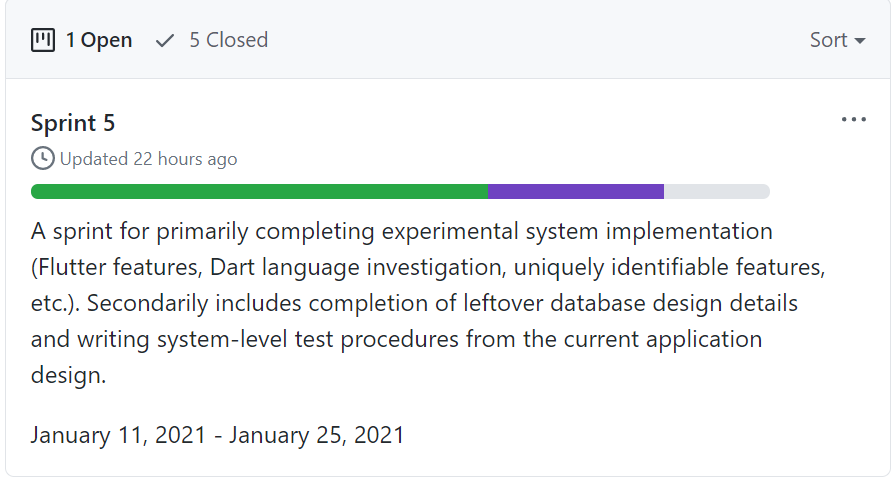 1 Open 5 Closed Sort
Sprint 5
Updated 22 hours ago
A sprint for primarily completing experimental system implementation
(Flutter features, Dart language investigation, uniquely identifiable features,
etc.). Secondarily includes completion of leftover database design details
and writing system-level test procedures from the current application
design.
January 11, 2021 - January 25, 2021